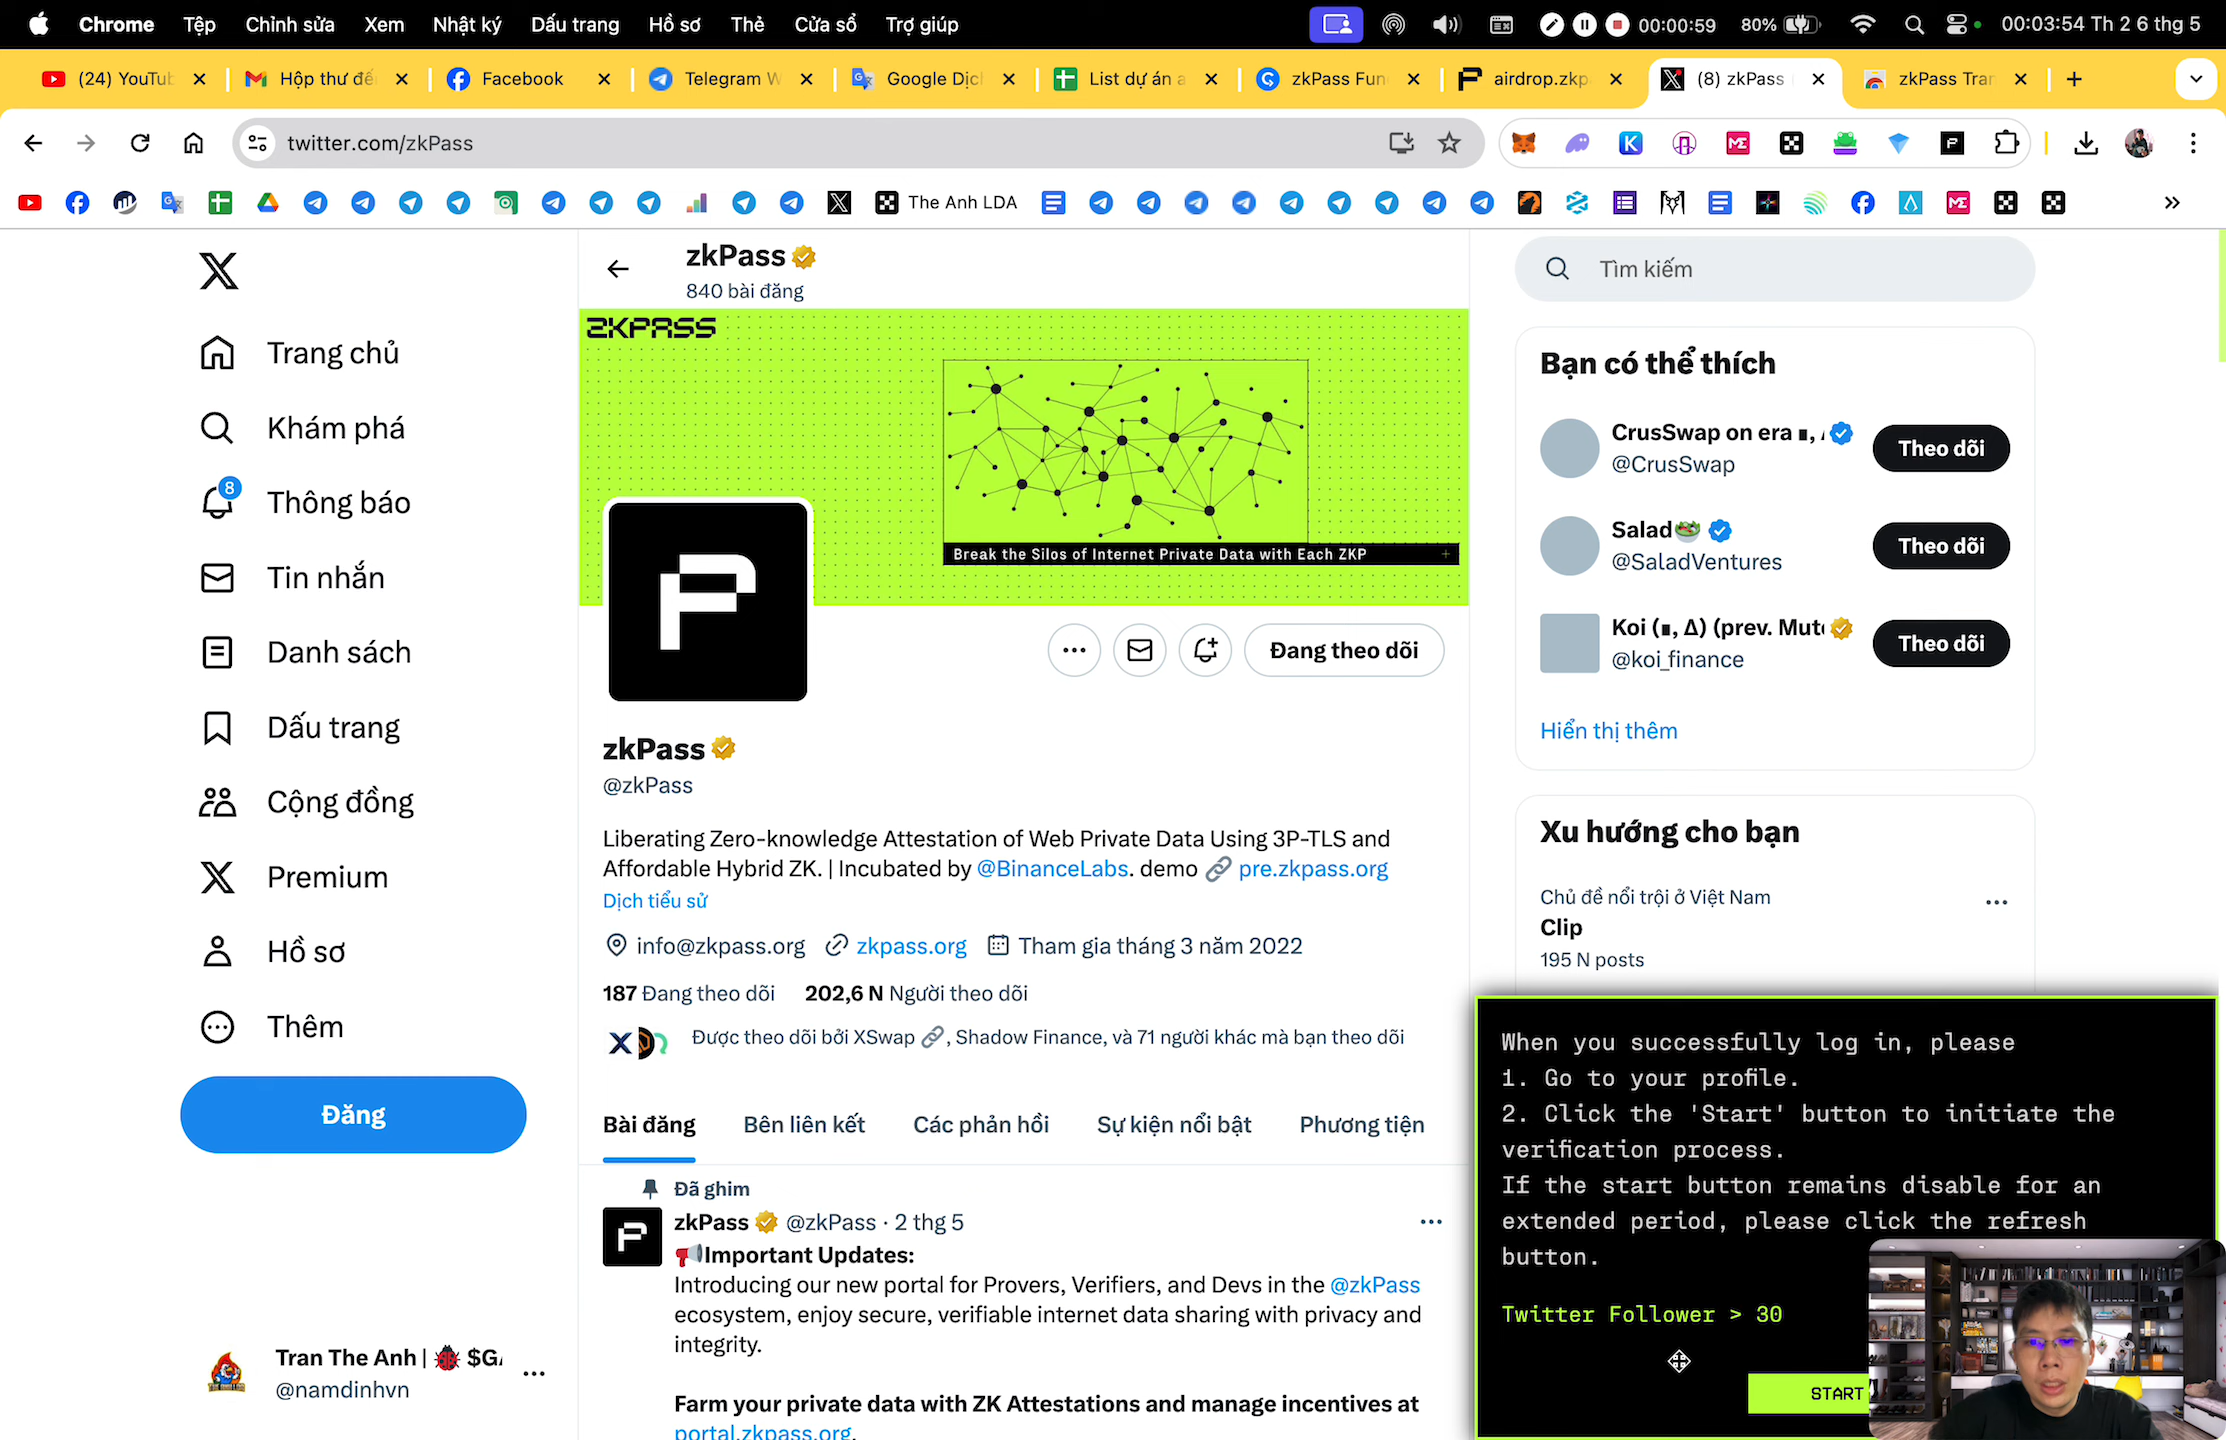 Chrome Tệp Chỉnh sửa Xem Nhật ký Dấu trang Hồ sơ Thẻ Cửa sổ Trợ giúp 00:00:59 80% 00:03:54 Th 2 6 thg 5
(24) YouTub Hộp thư đế Facebook Telegram W Google Dịc List dự án a zkPass Fun airdrop.zkp (8) zkPass zkPass Tran
twitter.com/zkPass
The Anh LDA
zkPass
840 bài đăng
Tìm kiếm
ZKPASS
Break the Silos of Internet Private Data with Each ZKP
Trang chủ
Khám phá
8
Thông báo
Tin nhắn
Danh sách
Dấu trang
Cộng đồng
Premium
Hồ sơ
Thêm
Đăng
Tran The Anh | 🐞 $G
@namdinhvn
Đang theo dõi
zkPass
@zkPass
Liberating Zero-knowledge Attestation of Web Private Data Using 3P-TLS and
Affordable Hybrid ZK. | Incubated by @BinanceLabs. demo 🔗 pre.zkpass.org
Dịch tiểu sử
info@zkpass.org zkpass.org Tham gia tháng 3 năm 2022
187 Đang theo dõi 202,6 N Người theo dõi
Được theo dõi bởi XSwap 🔗, Shadow Finance, và 71 người khác mà bạn theo dõi
Bài đăng Bên liên kết Các phản hồi Sự kiện nổi bật Phương tiện
Đã ghim
zkPass @zkPass · 2 thg 5
📢Important Updates:
Introducing our new portal for Provers, Verifiers, and Devs in the @zkPass
ecosystem, enjoy secure, verifiable internet data sharing with privacy and
integrity.
Farm your private data with ZK Attestations and manage incentives at
portal.zkpass.org.
Bạn có thể thích
CrusSwap on era ∎,
@CrusSwap
Theo dõi
Salad🥗
@SaladVentures
Theo dõi
Koi (∎, Δ) (prev. Mut
@koi_finance
Theo dõi
Hiển thị thêm
Xu hướng cho bạn
Chủ đề nổi trội ở Việt Nam
Clip
195 N posts
When you successfully log in, please
1. Go to your profile.
2. Click the 'Start' button to initiate the
verification process.
If the start button remains disable for an
extended period, please click the refresh
button.
Twitter Follower > 30
START